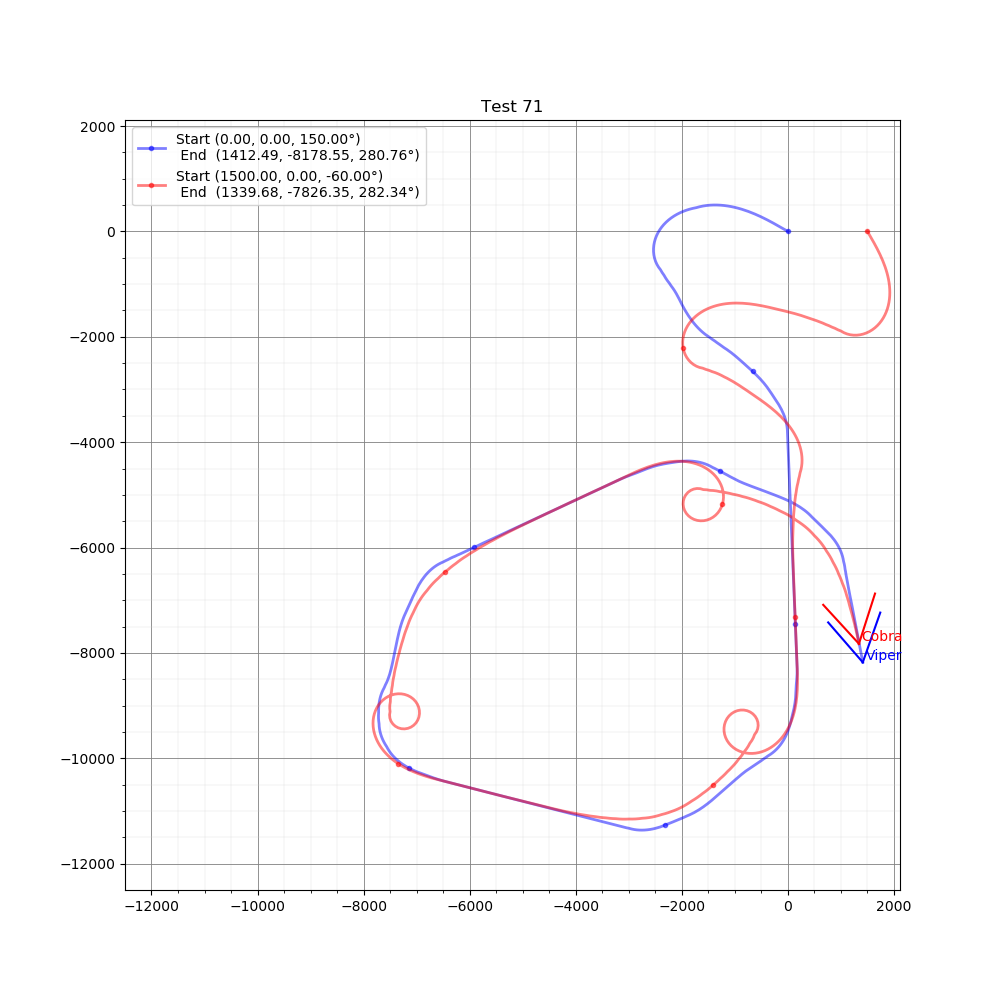 Test 71
Start (0.00, 0.00, 150.00°)
End (1412.49, -8178.55, 280.76°)
Start (1500.00, 0.00, -60.00°)
End (1339.68, -7826.35, 282.34°)
2000
0
−2000
−4000
−6000
−8000
−10000
−12000
Cobra
Viper
−12000 −10000 −8000 −6000 −4000 −2000 0 2000